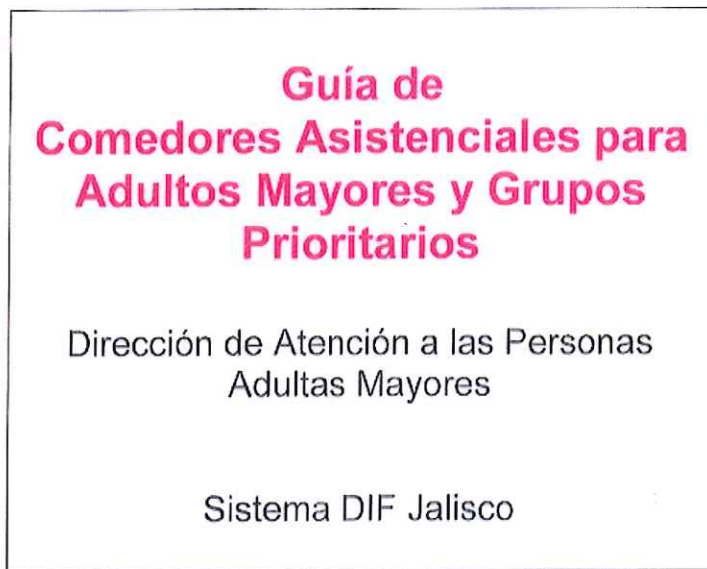 Guía de
Comedores Asistenciales para
Adultos Mayores y Grupos
Prioritarios
Dirección de Atención a las Personas
Adultas Mayores
Sistema DIF Jalisco